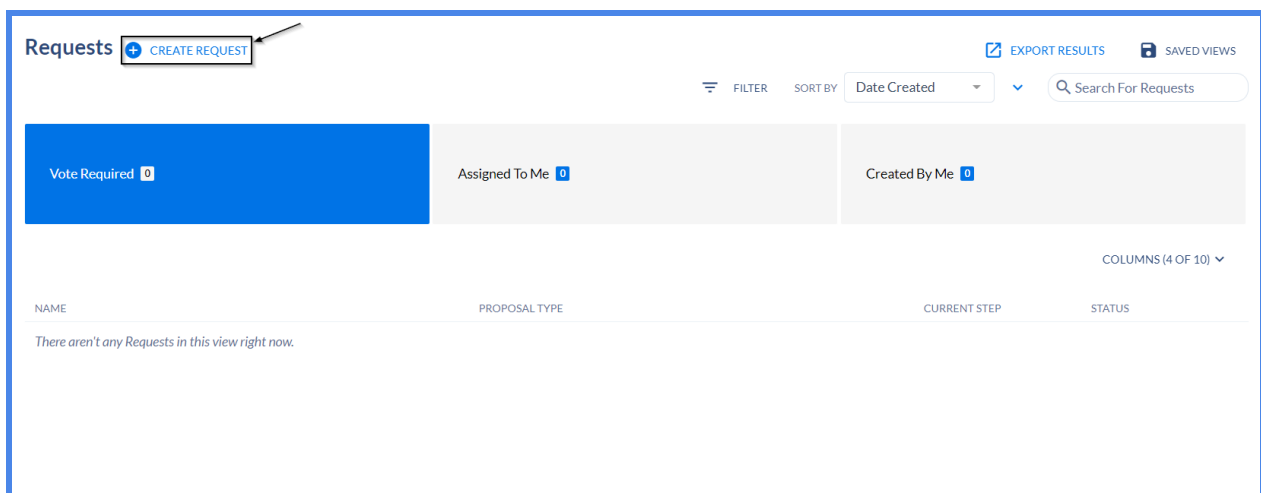 Requests CREATE REQUEST EXPORT RESULTS SAVED VIEWS
FILTER SORT BY Date Created Search For Requests
Vote Required 0 Assigned To Me 0 Created By Me 0
COLUMNS (4 OF 10)
NAME PROPOSAL TYPE CURRENT STEP STATUS
There aren't any Requests in this view right now.